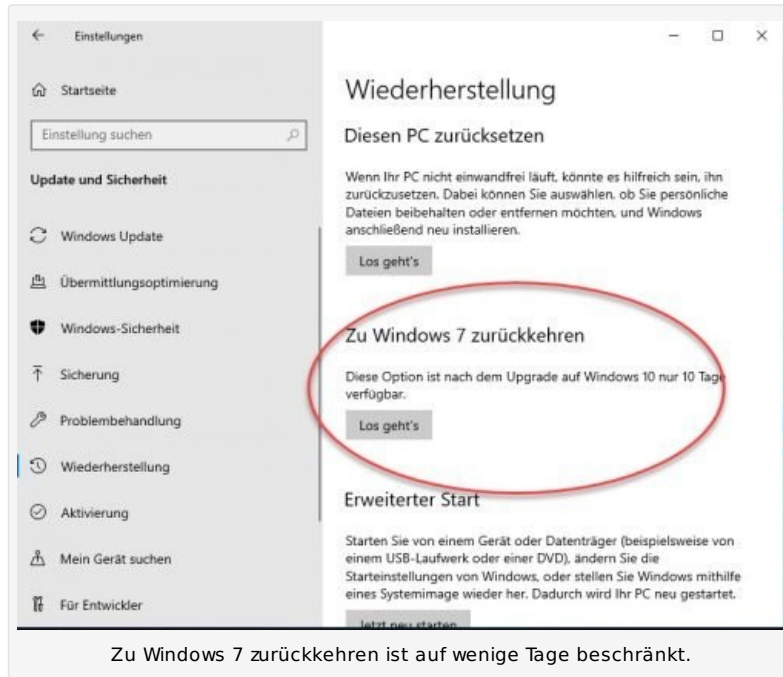 Einstellungen
Startseite
Einstellung suchen
Update und Sicherheit
Windows Update
Übermittlungsoptimierung
Windows-Sicherheit
Sicherung
Problembehandlung
Wiederherstellung
Aktivierung
Mein Gerät suchen
Für Entwickler
Wiederherstellung
Diesen PC zurücksetzen
Wenn Ihr PC nicht einwandfrei läuft, könnte es hilfreich sein, ihn
zurückzusetzen. Dabei können Sie auswählen, ob Sie persönliche
Dateien beibehalten oder entfernen möchten, und Windows
anschließend neu installieren.
Los geht's
Zu Windows 7 zurückkehren
Diese Option ist nach dem Upgrade auf Windows 10 nur 10 Tage
verfügbar.
Los geht's
Erweiterter Start
Starten Sie von einem Gerät oder Datenträger (beispielsweise von
einem USB-Laufwerk oder einer DVD), ändern Sie die
Starteinstellungen von Windows, oder stellen Sie Windows mithilfe
eines Systemimage wieder her. Dadurch wird Ihr PC neu gestartet.
Jetzt neu starten
Zu Windows 7 zurückkehren ist auf wenige Tage beschränkt.